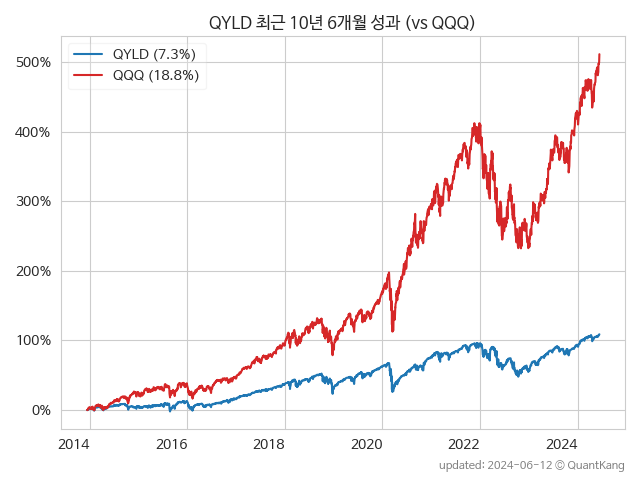 QYLD 최근 10년 6개월 성과 (vs QQQ)
QYLD (7.3%)
QQQ (18.8%)
500%
400%
300%
200%
100%
0%
2014 2016 2018 2020 2022 2024
updated: 2024-06-12 © QuantKang